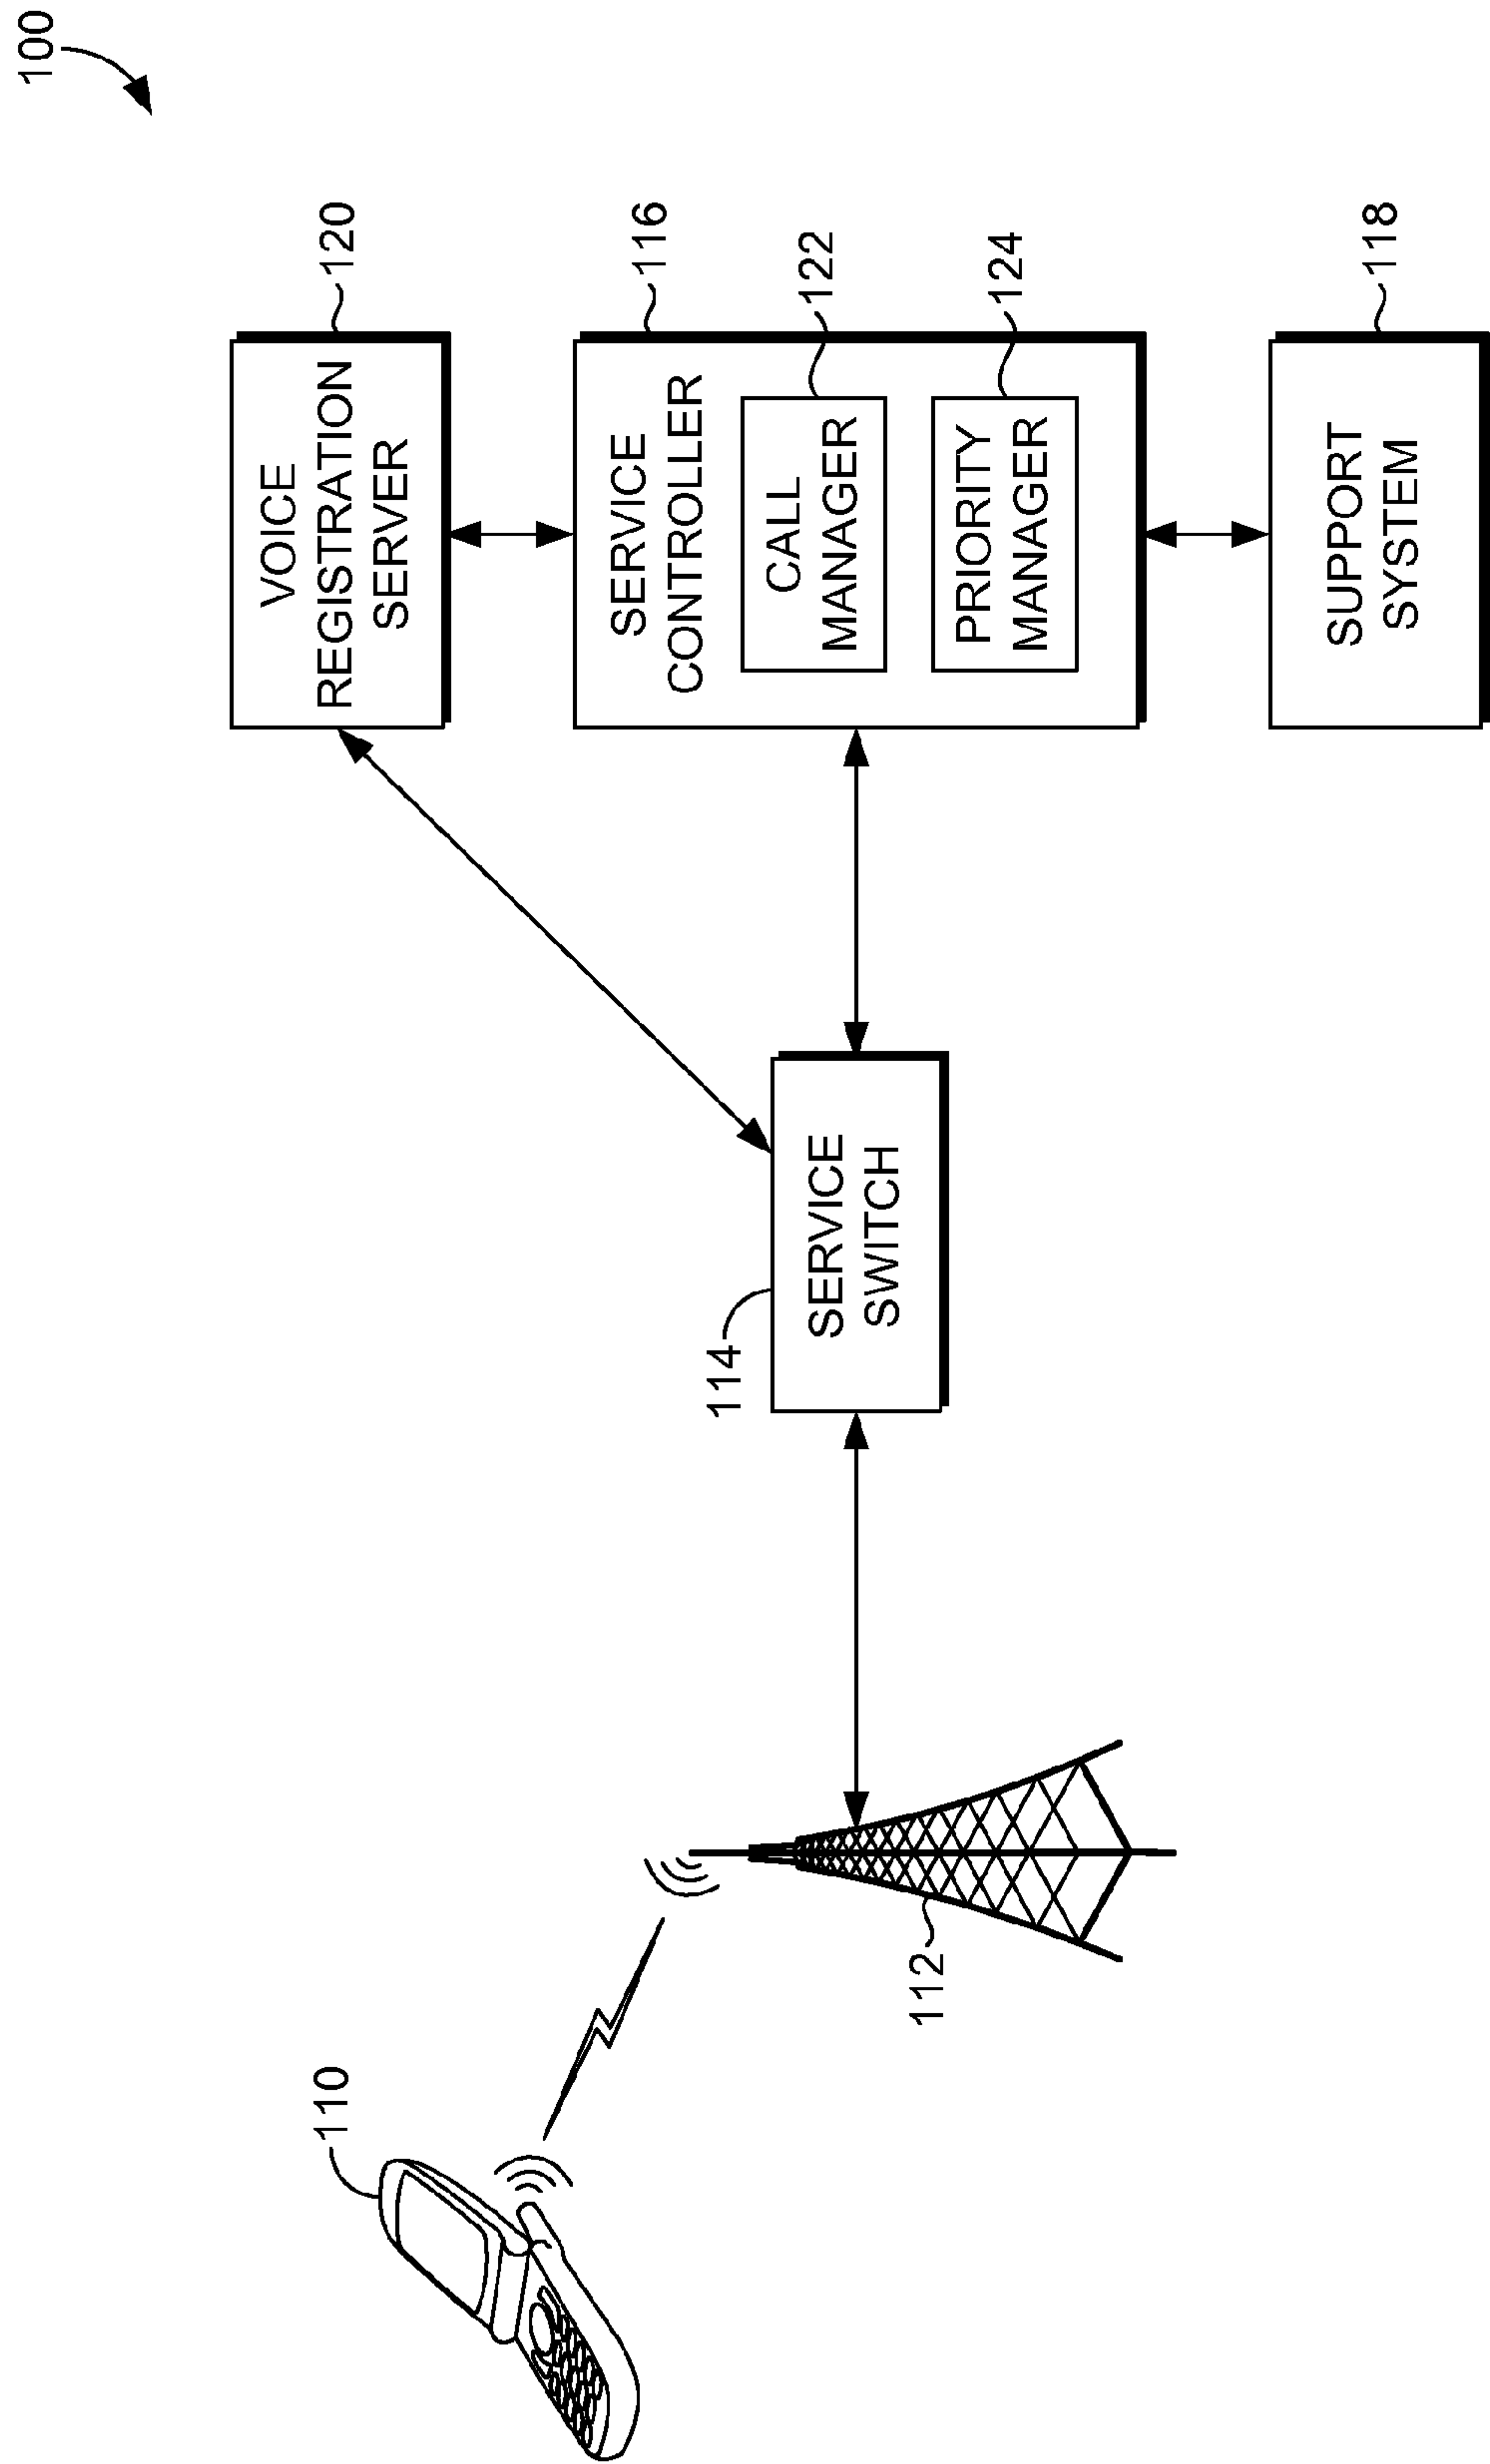 100
110
112
114
SERVICE
SWITCH
VOICE
REGISTRATION
SERVER
120
SERVICE
CONTROLLER
116
CALL
MANAGER
122
PRIORITY
MANAGER
124
SUPPORT
SYSTEM
118